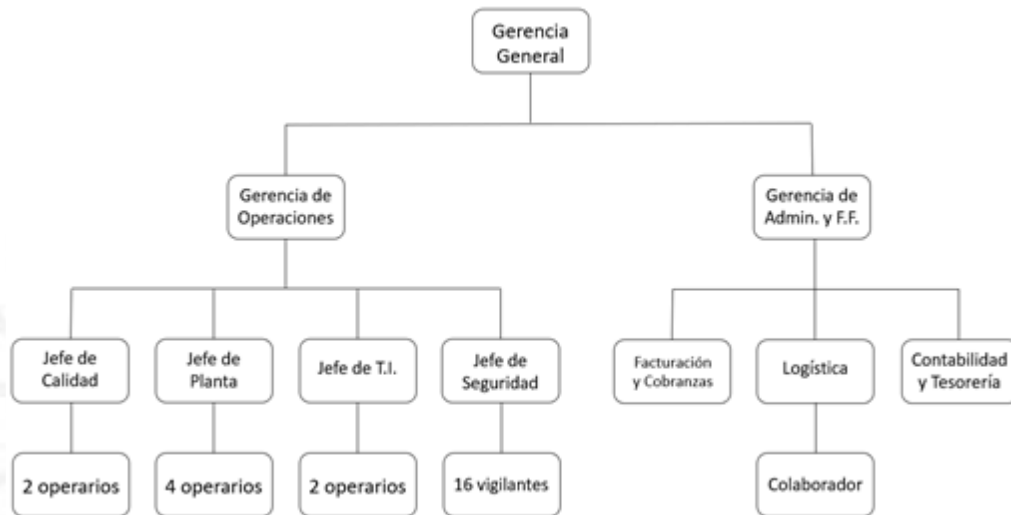 Gerencia
General
Gerencia de
Operaciones
Gerencia de
Admin. y F.F.
Jefe de
Calidad
Jefe de
Planta
Jefe de T.I.
Jefe de
Seguridad
Facturación
y Cobranzas
Logística
Contabilidad
y Tesorería
2 operarios
4 operarios
2 operarios
16 vigilantes
Colaborador